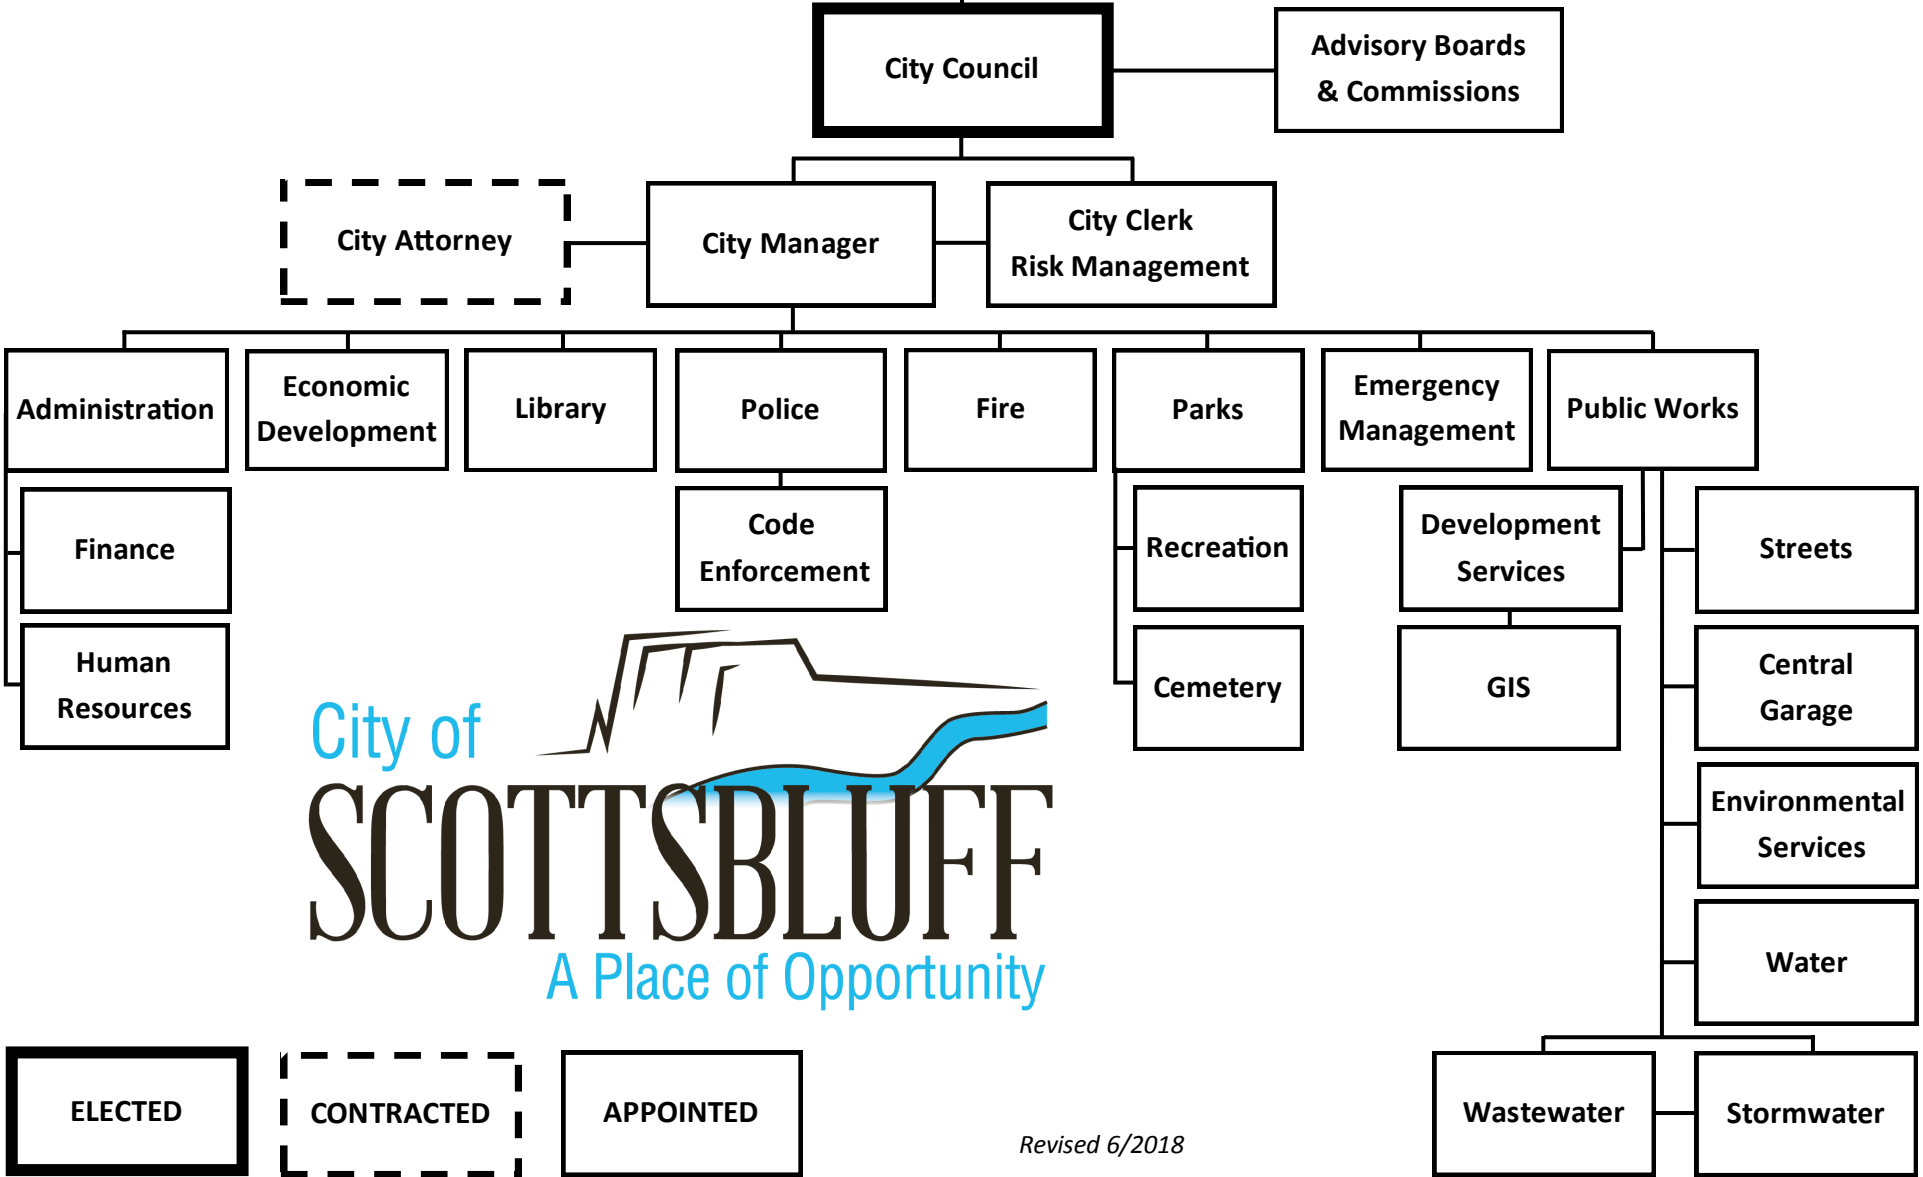 City Council
Advisory Boards
& Commissions
City Attorney
City Manager
City Clerk
Risk Management
Administration
Economic
Development
Library
Police
Fire
Parks
Emergency
Management
Public Works
Finance
Human
Resources
Code
Enforcement
Recreation
Cemetery
Development
Services
GIS
Streets
Central
Garage
Environmental
Services
Water
Wastewater
Stormwater
City of
SCOTTSBLUFF
A Place of Opportunity
ELECTED
CONTRACTED
APPOINTED
Revised 6/2018